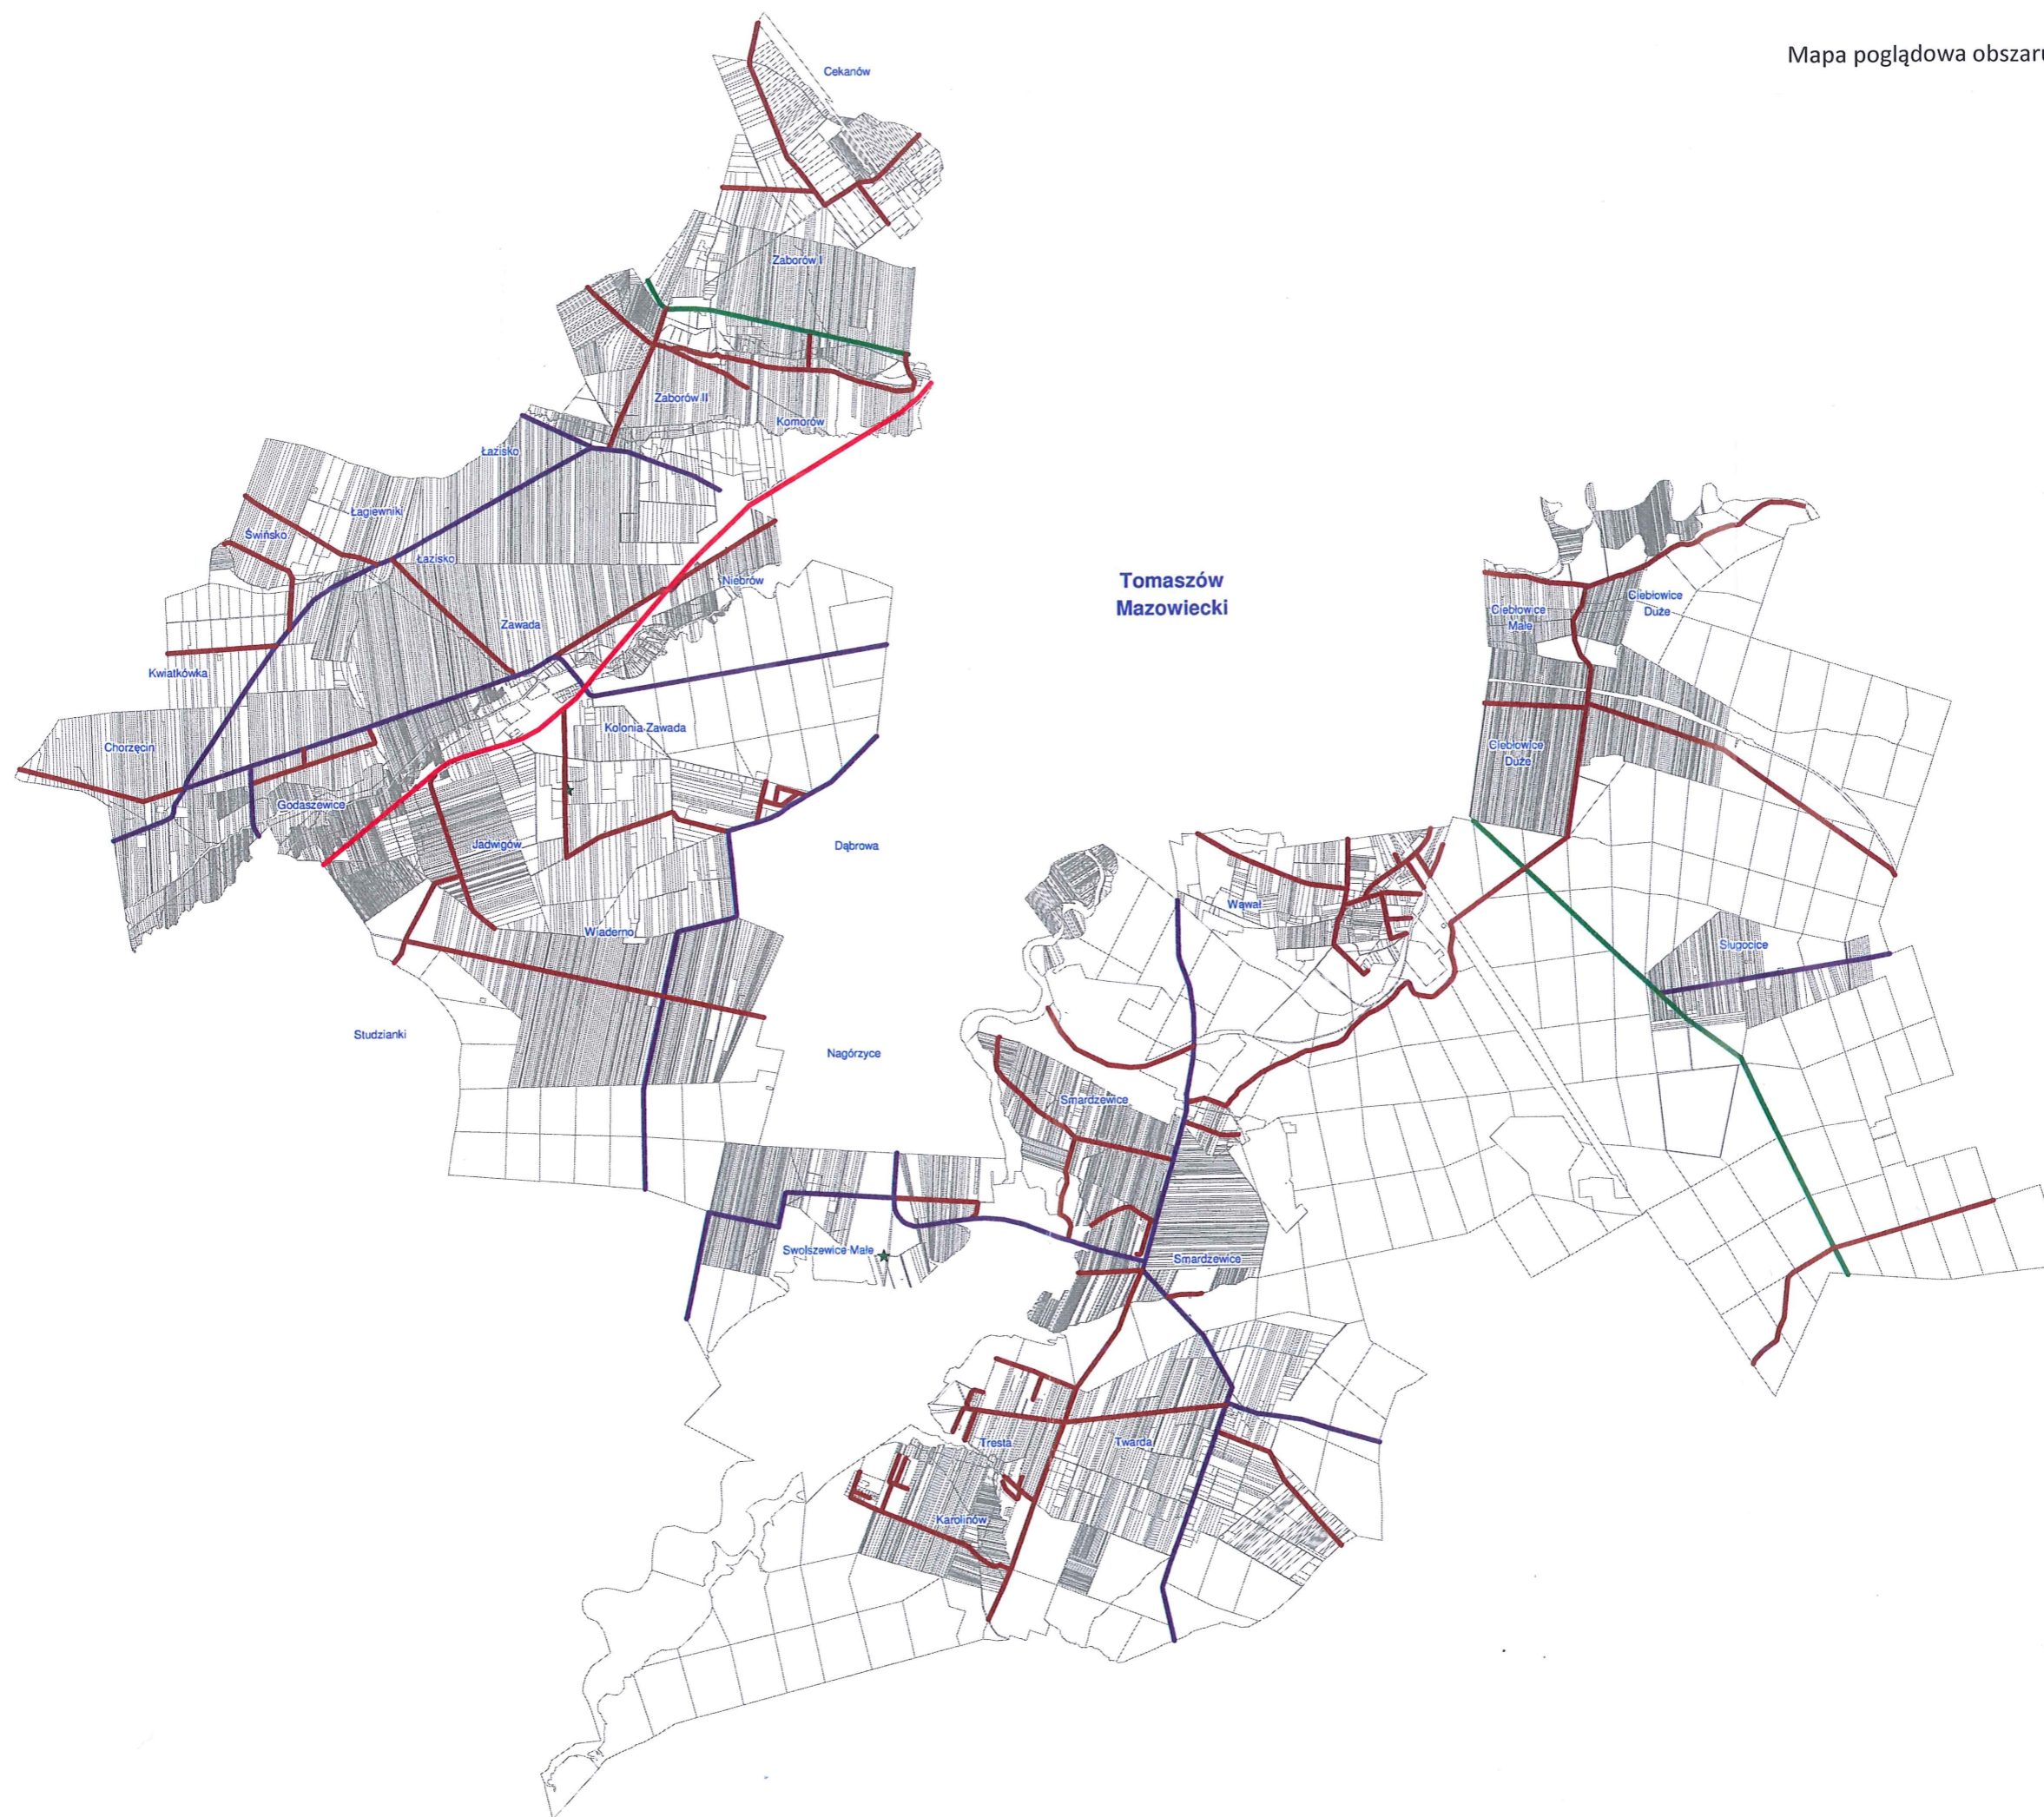 Mapa poglądowa obszaru
Cekanów
Zaborów I
Zaborów II
Komorów
Łazisko
Łagiewniki
Świńsko
Łazisko
Niebrów
Tomaszów
Mazowiecki
Ciebłowice
Duże
Ciebłowice
Małe
Zawada
Kwiatkówka
Kolonia Zawada
Chorzęcin
Ciebłowice
Duże
Godaszewice
Jadwigów
Dąbrowa
Wąwał
Wiaderno
Sługocice
Studzianki
Nagórzyce
Smardzewice
Swolszewice Małe
Smardzewice
Tresta
Twarda
Karolinów